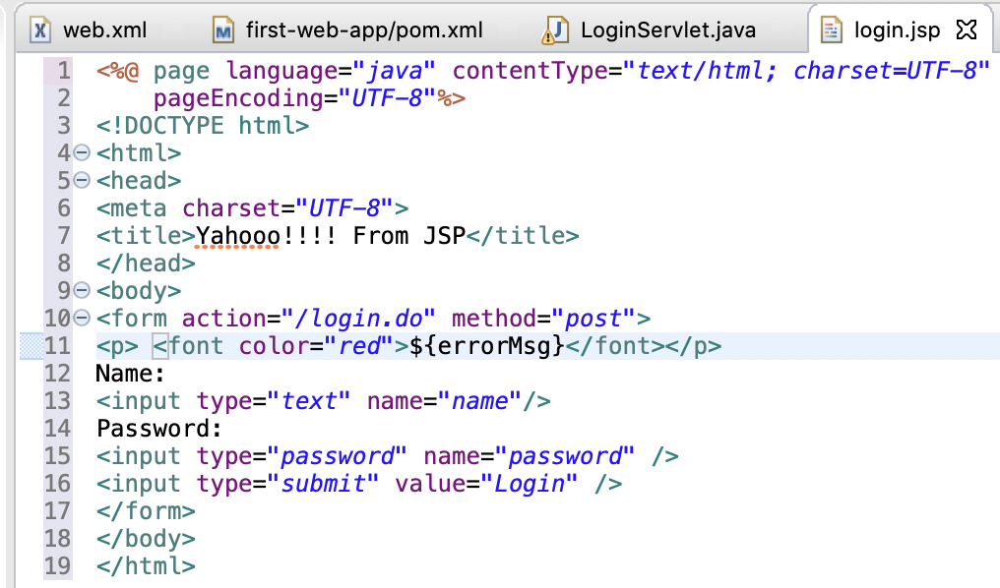 web.xml first-web-app/pom.xml LoginServlet.java login.jsp
1 <%@ page language="java" contentType="text/html; charset=UTF-8"
2 pageEncoding="UTF-8"%>
3 <!DOCTYPE html>
4 <html>
5 <head>
6 <meta charset="UTF-8">
7 <title>Yahooo!!!! From JSP</title>
8 </head>
9 <body>
10 <form action="/login.do" method="post">
11 <p> <font color="red">${errorMsg}</font></p>
12 Name:
13 <input type="text" name="name"/>
14 Password:
15 <input type="password" name="password" />
16 <input type="submit" value="Login" />
17 </form>
18 </body>
19 </html>